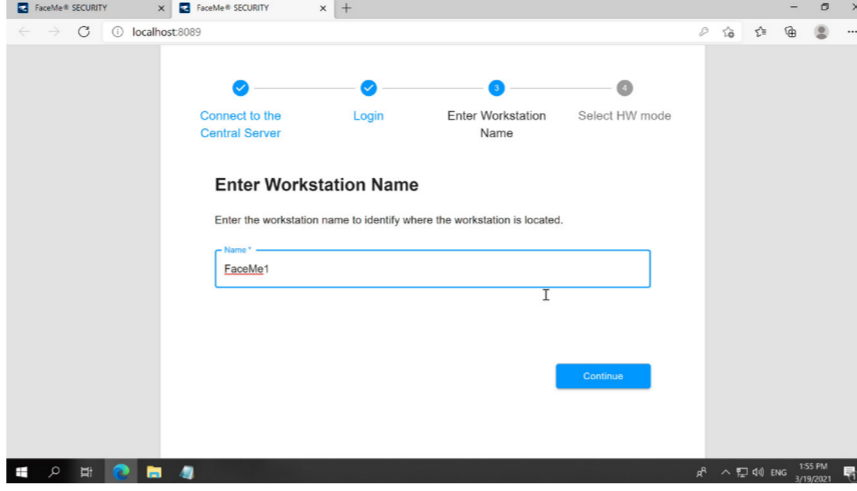 FaceMe® SECURITY
FaceMe® SECURITY
localhost:8089
3
4
Connect to the
Central Server
Login
Enter Workstation
Name
Select HW mode
Enter Workstation Name
Enter the workstation name to identify where the workstation is located.
Name *
FaceMe1
Continue
ENG
1:55 PM
3/19/2021